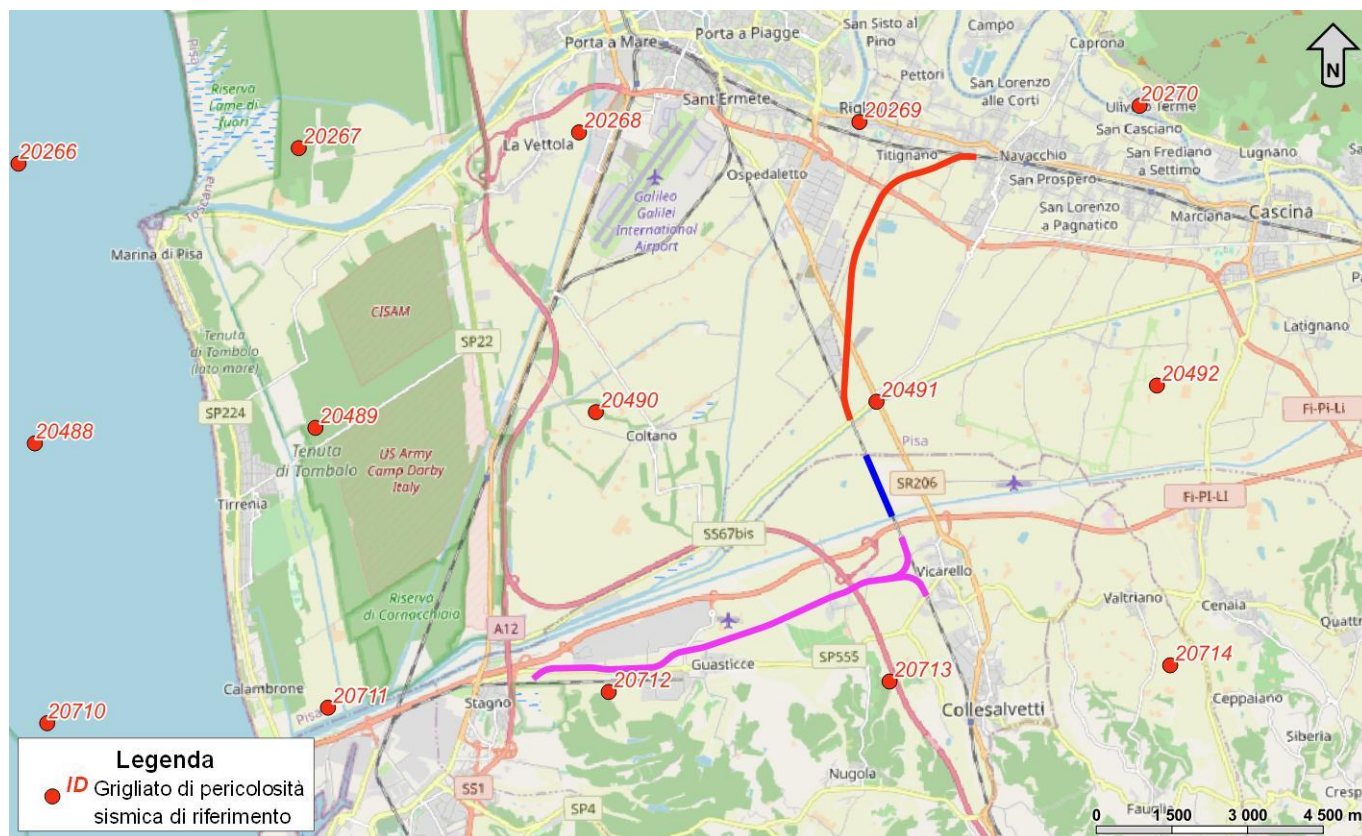 San Sisto al
Pino
Campo
Porta a Mare
Porta a Piagge
Caprona
Pisa
Pettori
San Lorenzo
alle Corti
Riserva
Lame di
fuori
N
Sant'Ermete
20269
20270
20268
20267
20266
La Vettola
San Casciano
Titignano
Navacchio
San Frediano
a Settimo
Lugnano
Ospedaletto
San Prospero
Toscana
Galileo
Galilei
International
Airport
San Lorenzo
a Pagnatico
Marciana
Cascina
Marina di Pisa
CISAM
Tenuta
di Tombolo
(lato mare)
SP22
Latignano
20492
20491
20490
SP224
20489
20488
Fi-Pi-Li
Coltano
Pisa
Tenuta
di Tombolo
US Army
Camp Darby
Italy
SR206
Tirrenia
Fi-PI-LI
SS67bis
Vicarello
Riserva
di Cornacchiaia
Valtriano
Cenaia
A12
SP555
20714
20713
20712
Guasticce
Calambrone
20711
Pisa
Stagno
20710
Ceppaiano
Collesalvetti
Siberia
Legenda
ID Grigliato di pericolosità
sismica di riferimento
Nugola
SS1
SP4
Fauglia
0 1 500 3 000 4 500 m